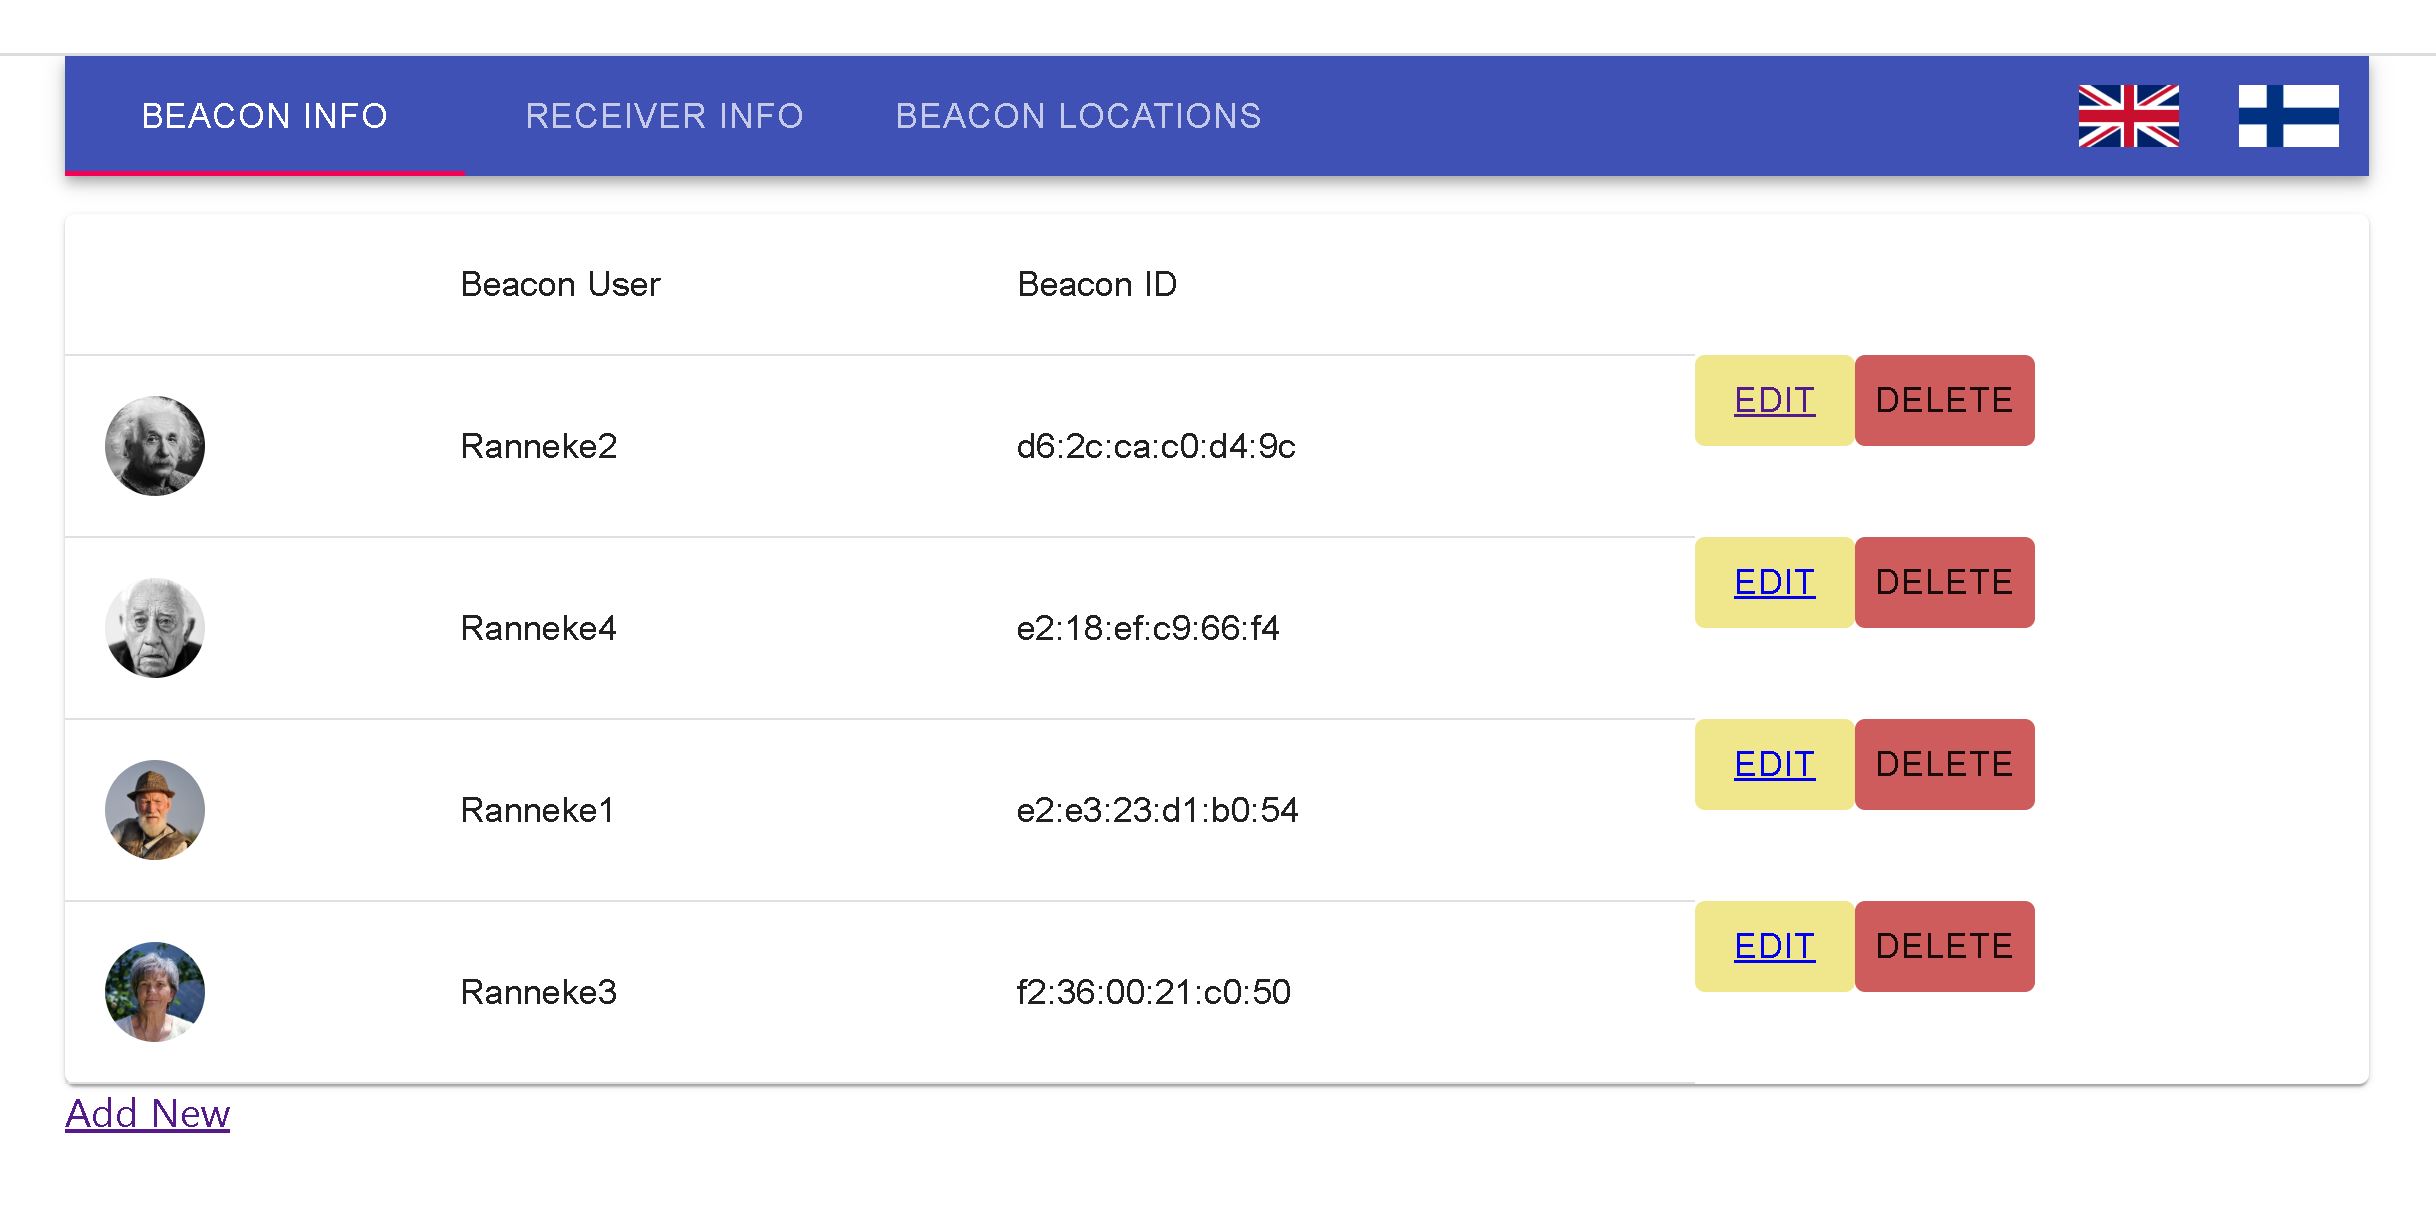 BEACON INFO RECEIVER INFO BEACON LOCATIONS
Beacon User Beacon ID
Ranneke2 d6:2c:ca:c0:d4:9c EDIT DELETE
Ranneke4 e2:18:ef:c9:66:f4 EDIT DELETE
Ranneke1 e2:e3:23:d1:b0:54 EDIT DELETE
Ranneke3 f2:36:00:21:c0:50 EDIT DELETE
Add New